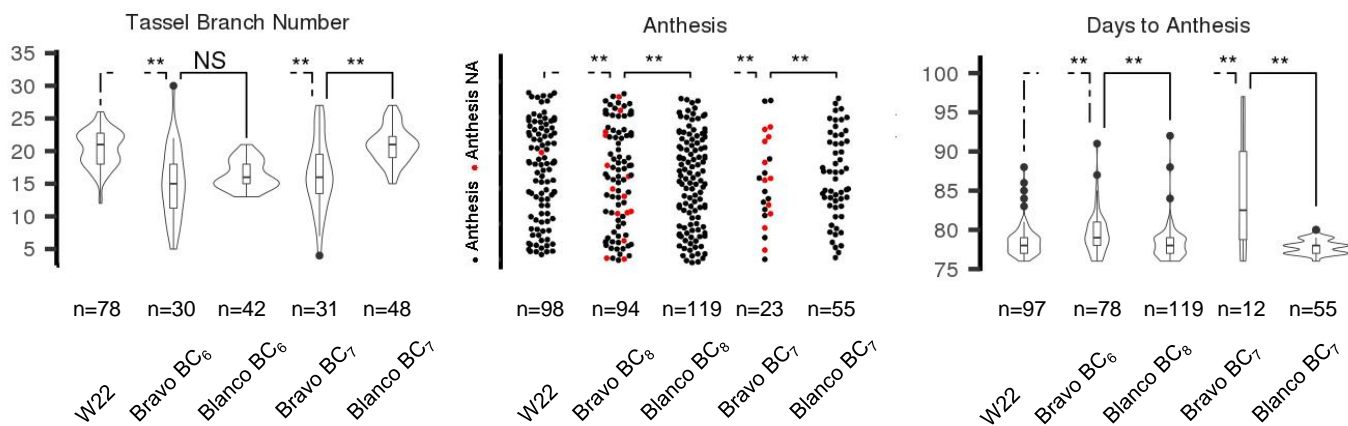 Tassel Branch Number
35
30
25
20
15
10
5
** NS ** **
n=78 n=30 n=42 n=31 n=48
W22 Bravo BC₆ Blanco BC₆ Bravo BC₇ Blanco BC₇
Anthesis
• Anthesis • Anthesis NA
** ** ** **
n=98 n=94 n=119 n=23 n=55
W22 Bravo BC₈ Blanco BC₈ Bravo BC₇ Blanco BC₇
Days to Anthesis
100
95
90
85
80
75
** ** ** **
n=97 n=78 n=119 n=12 n=55
W22 Bravo BC₆ Blanco BC₈ Bravo BC₇ Blanco BC₇